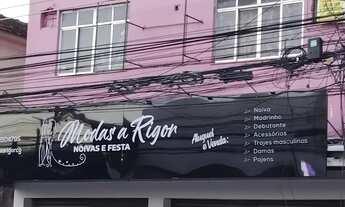 Modas a Rigor
NOIVAS E FESTA
Aluguel
e Venda:
Noiva
Madrinha
Debutante
Acessórios
Trajes masculinos
Damas
Pajens